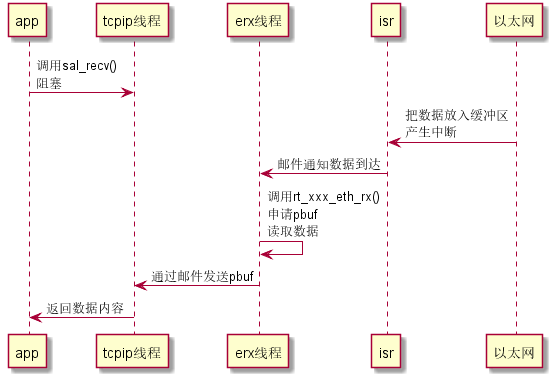 app
tcpip线程
erx线程
isr
以太网
调用sal_recv()
阻塞
把数据放入缓冲区
产生中断
邮件通知数据到达
调用rt_xxx_eth_rx()
申请pbuf
读取数据
通过邮件发送pbuf
返回数据内容
app
tcpip线程
erx线程
isr
以太网